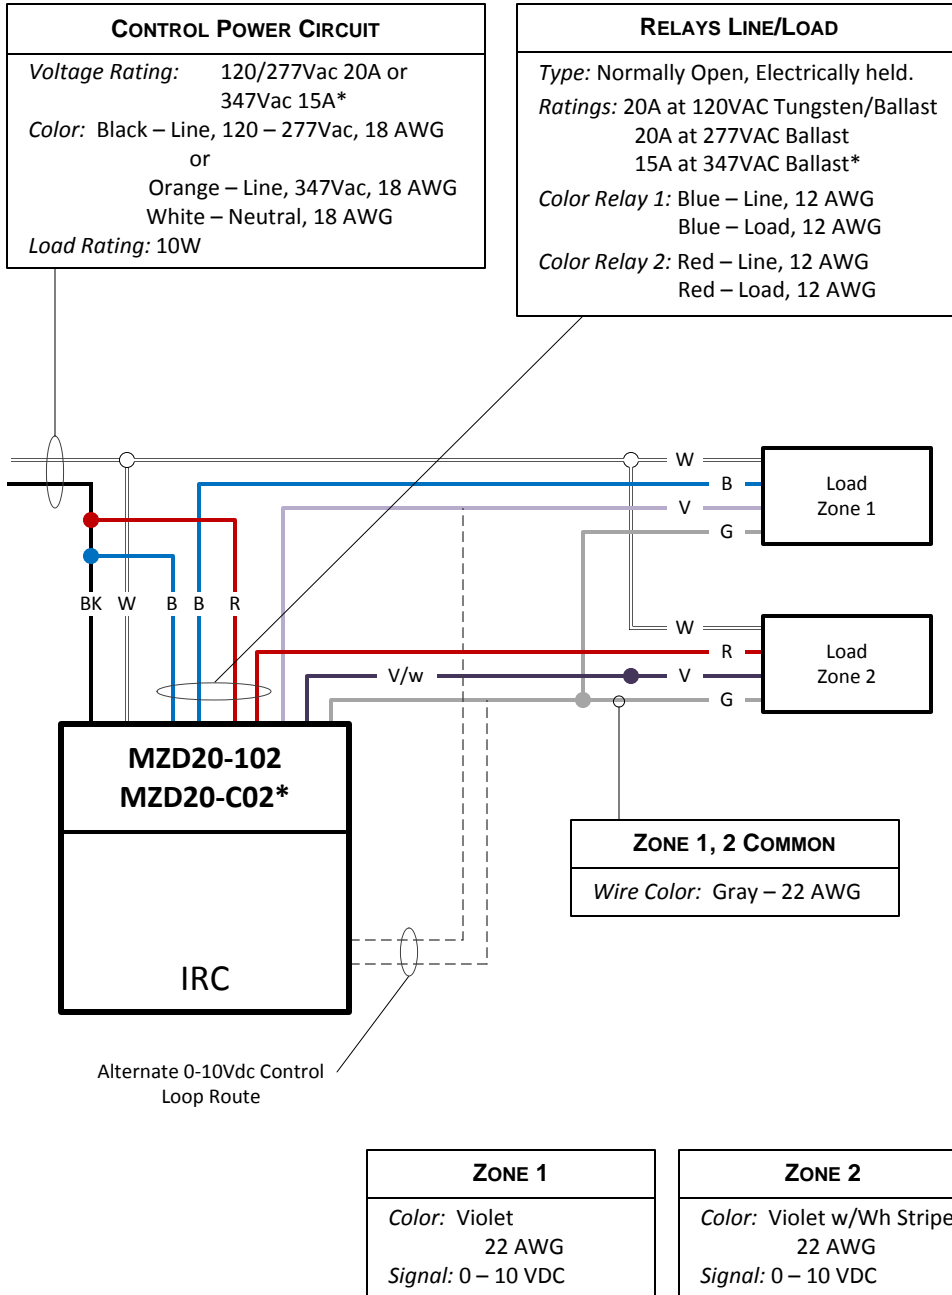 CONTROL POWER CIRCUIT
Voltage Rating: 120/277Vac 20A or
347Vac 15A*
Color: Black – Line, 120 – 277Vac, 18 AWG
or
Orange – Line, 347Vac, 18 AWG
White – Neutral, 18 AWG
Load Rating: 10W
RELAYS LINE/LOAD
Type: Normally Open, Electrically held.
Ratings: 20A at 120VAC Tungsten/Ballast
20A at 277VAC Ballast
15A at 347VAC Ballast*
Color Relay 1: Blue – Line, 12 AWG
Blue – Load, 12 AWG
Color Relay 2: Red – Line, 12 AWG
Red – Load, 12 AWG
W
B
V
G
Load
Zone 1
BK W B B R
W
R
V/w V
G
Load
Zone 2
MZD20-102
MZD20-C02*
IRC
ZONE 1, 2 COMMON
Wire Color: Gray – 22 AWG
Alternate 0-10Vdc Control
Loop Route
ZONE 1
Color: Violet
22 AWG
Signal: 0 – 10 VDC
ZONE 2
Color: Violet w/Wh Stripe
22 AWG
Signal: 0 – 10 VDC